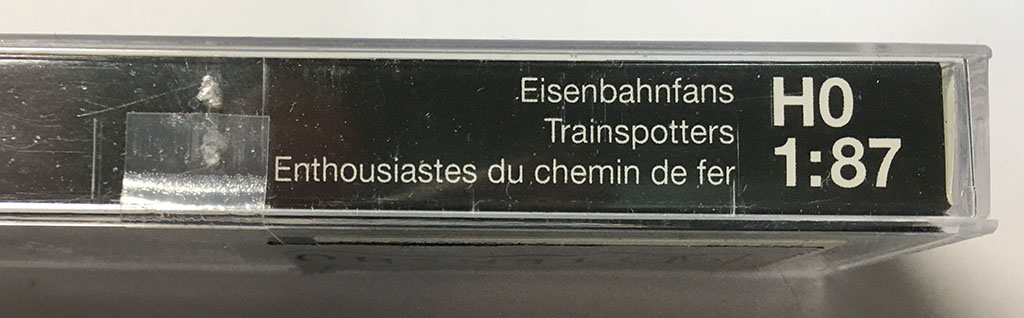 Eisenbahnfans
Trainspotters
Enthousiastes du chemin de fer
H0
1:87